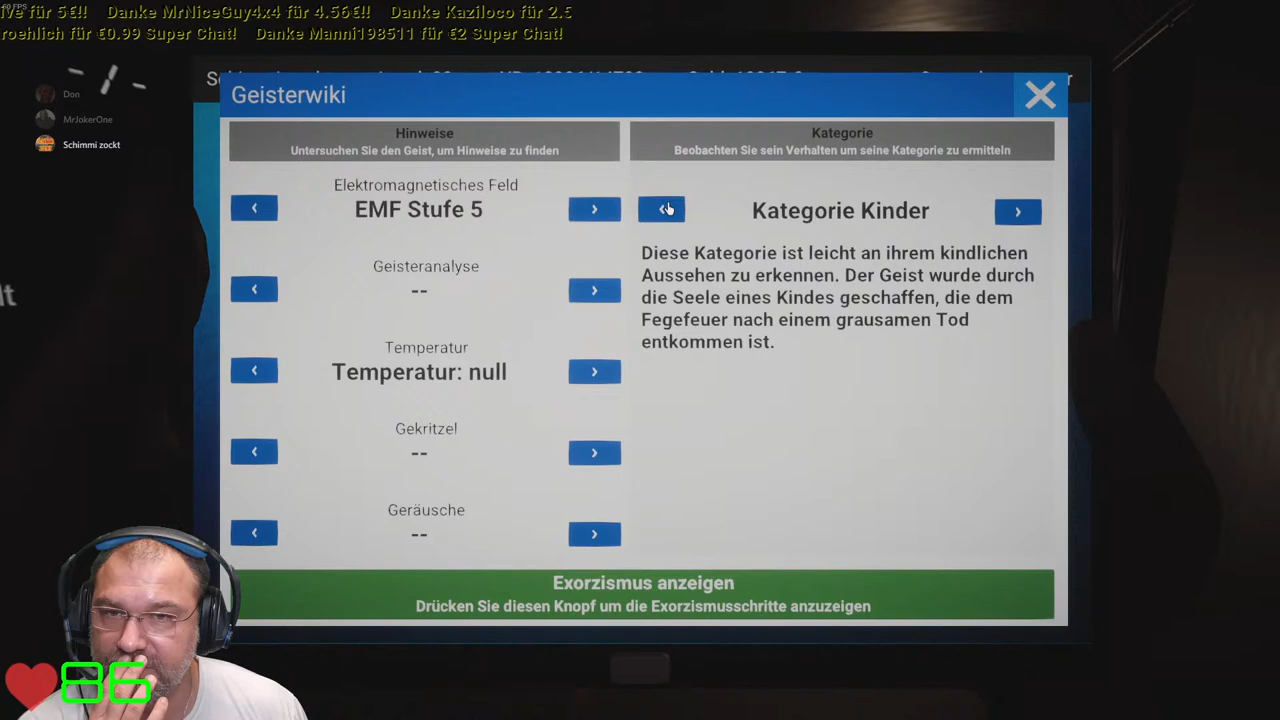 60 FPS
ive für 5€!! Danke MrNiceGuy4x4 für 4.56€!! Danke Kaziloco für 2.5
roehlich für €0.99 Super Chat! Danke Manni198511 für €2 Super Chat!
Don
MrJokerOne
Schimmi zockt
Geisterwiki
Hinweise
Untersuchen Sie den Geist, um Hinweise zu finden
Kategorie
Beobachten Sie sein Verhalten um seine Kategorie zu ermitteln
Elektromagnetisches Feld
EMF Stufe 5
Kategorie Kinder
Diese Kategorie ist leicht an ihrem kindlichen
Aussehen zu erkennen. Der Geist wurde durch
die Seele eines Kindes geschaffen, die dem
Fegefeuer nach einem grausamen Tod
entkommen ist.
Geisteranalyse
--
Temperatur
Temperatur: null
Gekritzel
--
Geräusche
--
Exorzismus anzeigen
Drücken Sie diesen Knopf um die Exorzismusschritte anzuzeigen
86